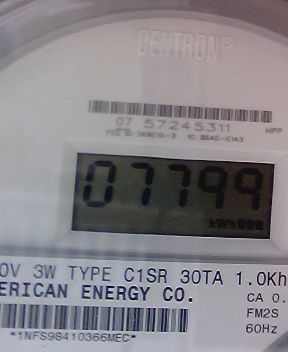 CENTRON®
07 57245311
HPP
07799
kWh
0V 3W TYPE C1SR 30TA 1.0Kh
ERICAN ENERGY CO.
CA 0.
FM2S
60Hz
*1NFS98410366MEC*